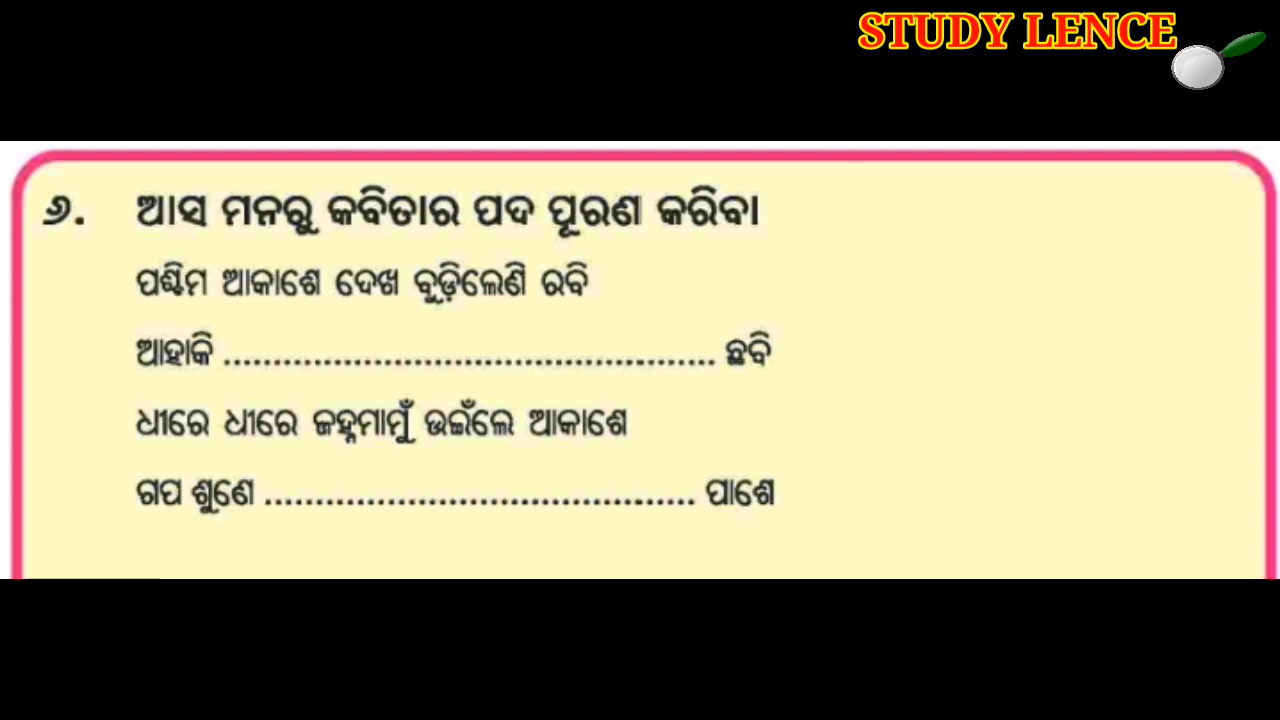 STUDY LENCE
୬. ଆସ ମନରୁ କବିତାର ପଦ ପୂରଣ କରିବା
ପଶ୍ଚିମ ଆକାଶେ ଦେଖ ବୁଡ଼ିଲେଣି ରବି
ଆହାକି ................................................. ଛବି
ଧୀରେ ଧୀରେ ଜହ୍ନମାମୁଁ ଉଇଁଲେ ଆକାଶେ
ଗପ ଶୁଣେ ........................................... ପାଶେ